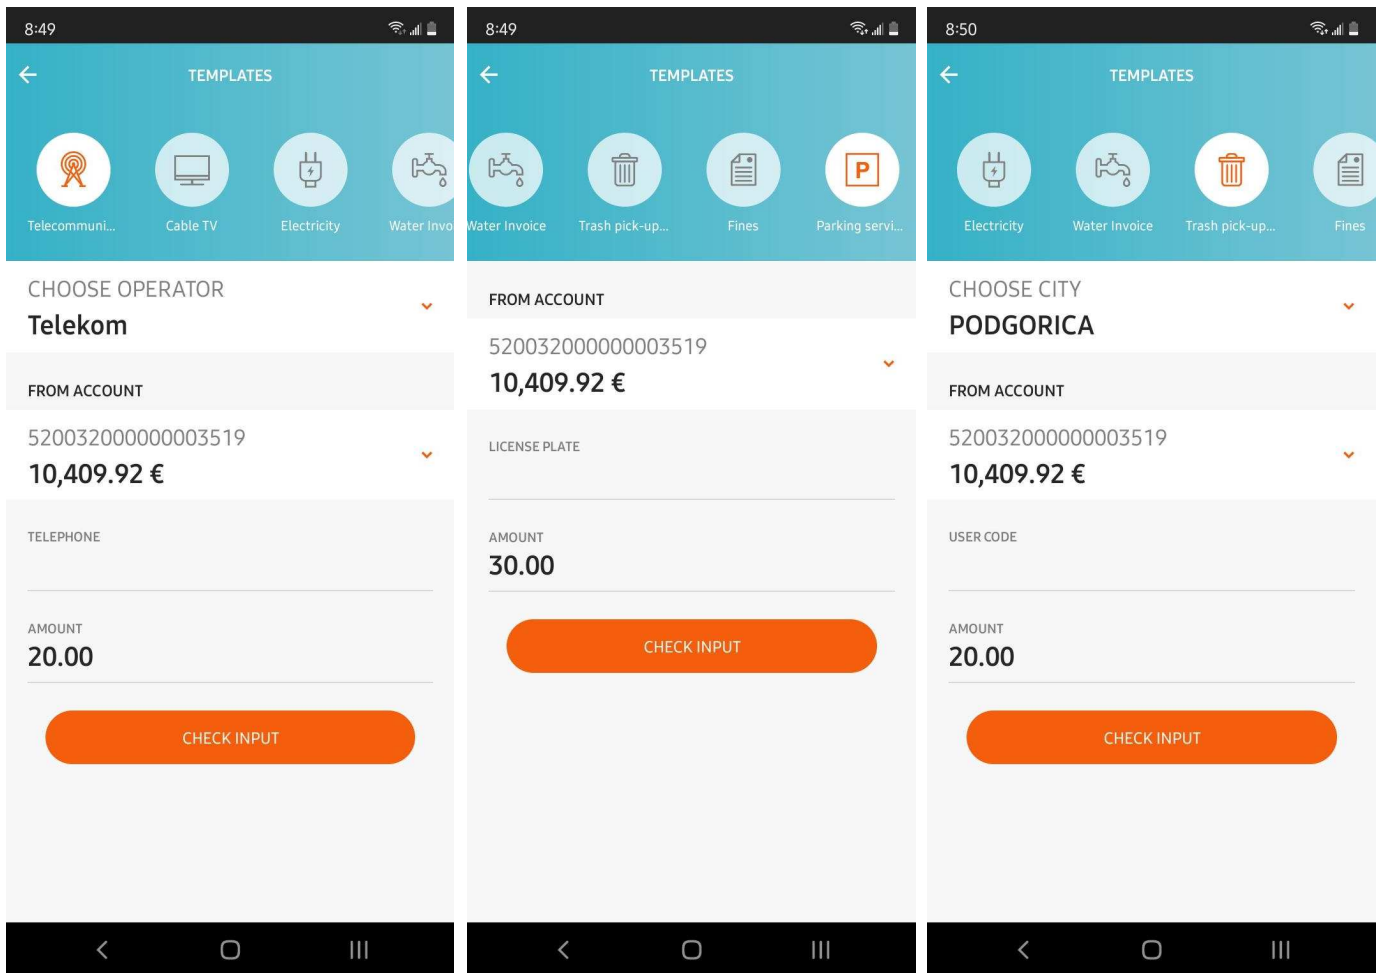 8:49
TEMPLATES
Telecommuni...
Cable TV
Electricity
Water Invo
CHOOSE OPERATOR
Telekom
FROM ACCOUNT
520032000000003519
10,409.92 €
TELEPHONE
AMOUNT
20.00
CHECK INPUT
8:49
TEMPLATES
Water Invoice
Trash pick-up...
Fines
P
Parking servi...
FROM ACCOUNT
520032000000003519
10,409.92 €
LICENSE PLATE
AMOUNT
30.00
CHECK INPUT
8:50
TEMPLATES
Electricity
Water Invoice
Trash pick-up...
Fines
CHOOSE CITY
PODGORICA
FROM ACCOUNT
520032000000003519
10,409.92 €
USER CODE
AMOUNT
20.00
CHECK INPUT